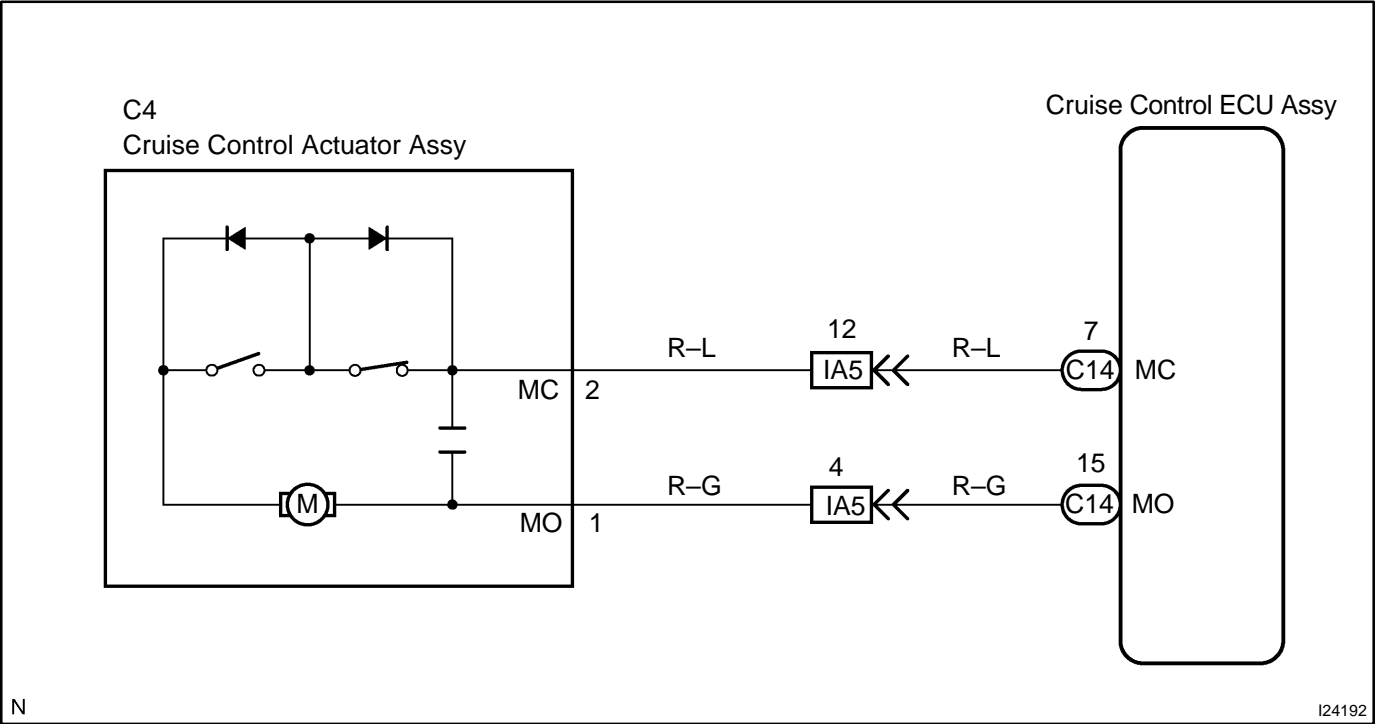 C4
Cruise Control Actuator Assy
Cruise Control ECU Assy
R–L
12
IA5
R–L
7
C14
MC
MC
2
M
R–G
4
IA5
R–G
15
C14
MO
MO
1
N
I24192